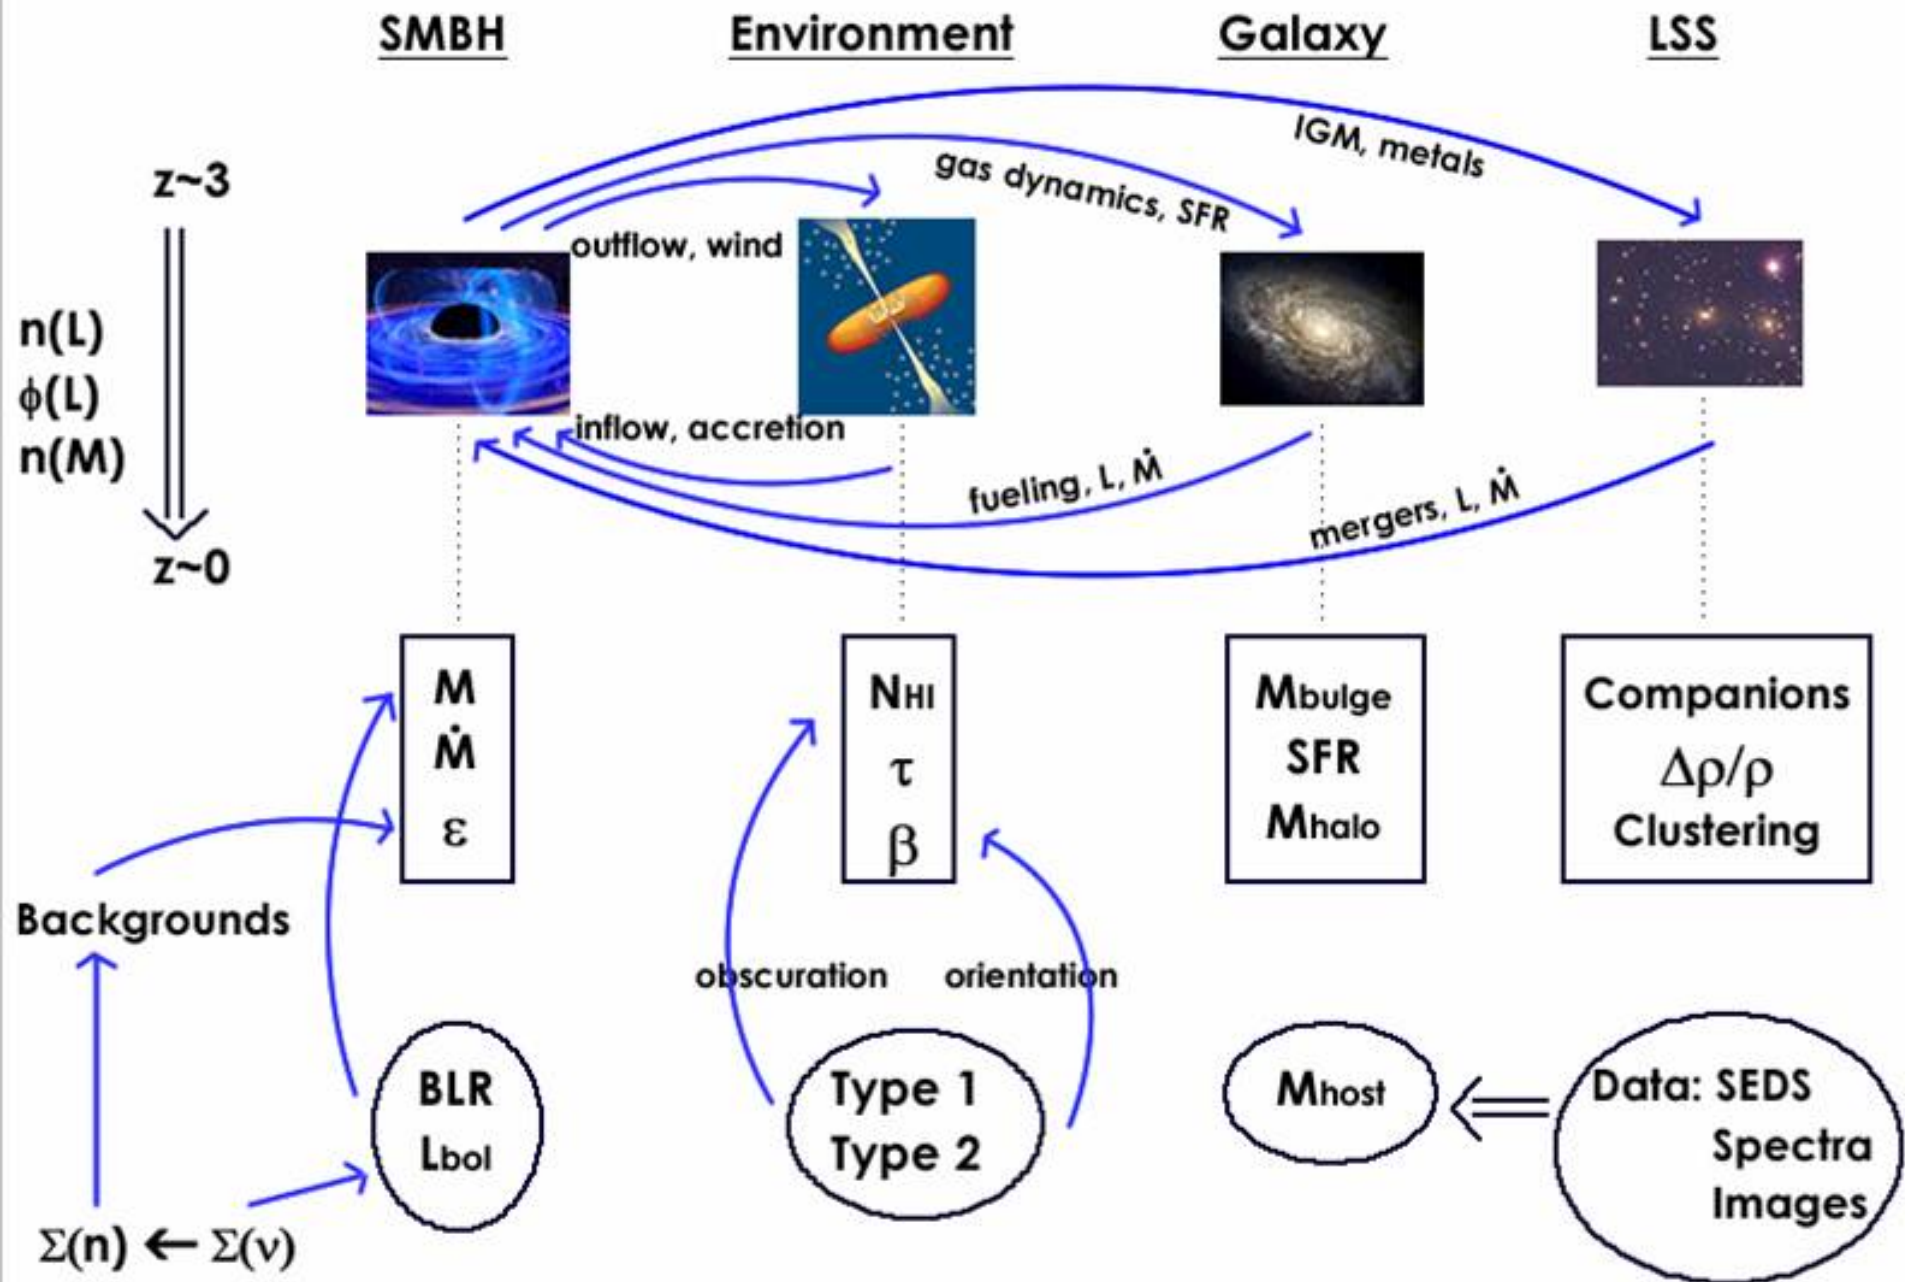 SMBH
Environment
Galaxy
LSS
IGM, metals
gas dynamics, SFR
outflow, wind
z~3
n(L)
ϕ(L)
n(M)
z~0
inflow, accretion
fueling, L, Ṁ
mergers, L, Ṁ
M
Ṁ
ε
NHI
τ
β
Mbulge
SFR
Mhalo
Companions
Δρ/ρ
Clustering
Backgrounds
obscuration
orientation
BLR
Lbol
Type 1
Type 2
Mhost
Data: SEDS
Spectra
Images
Σ(n) ← Σ(ν)